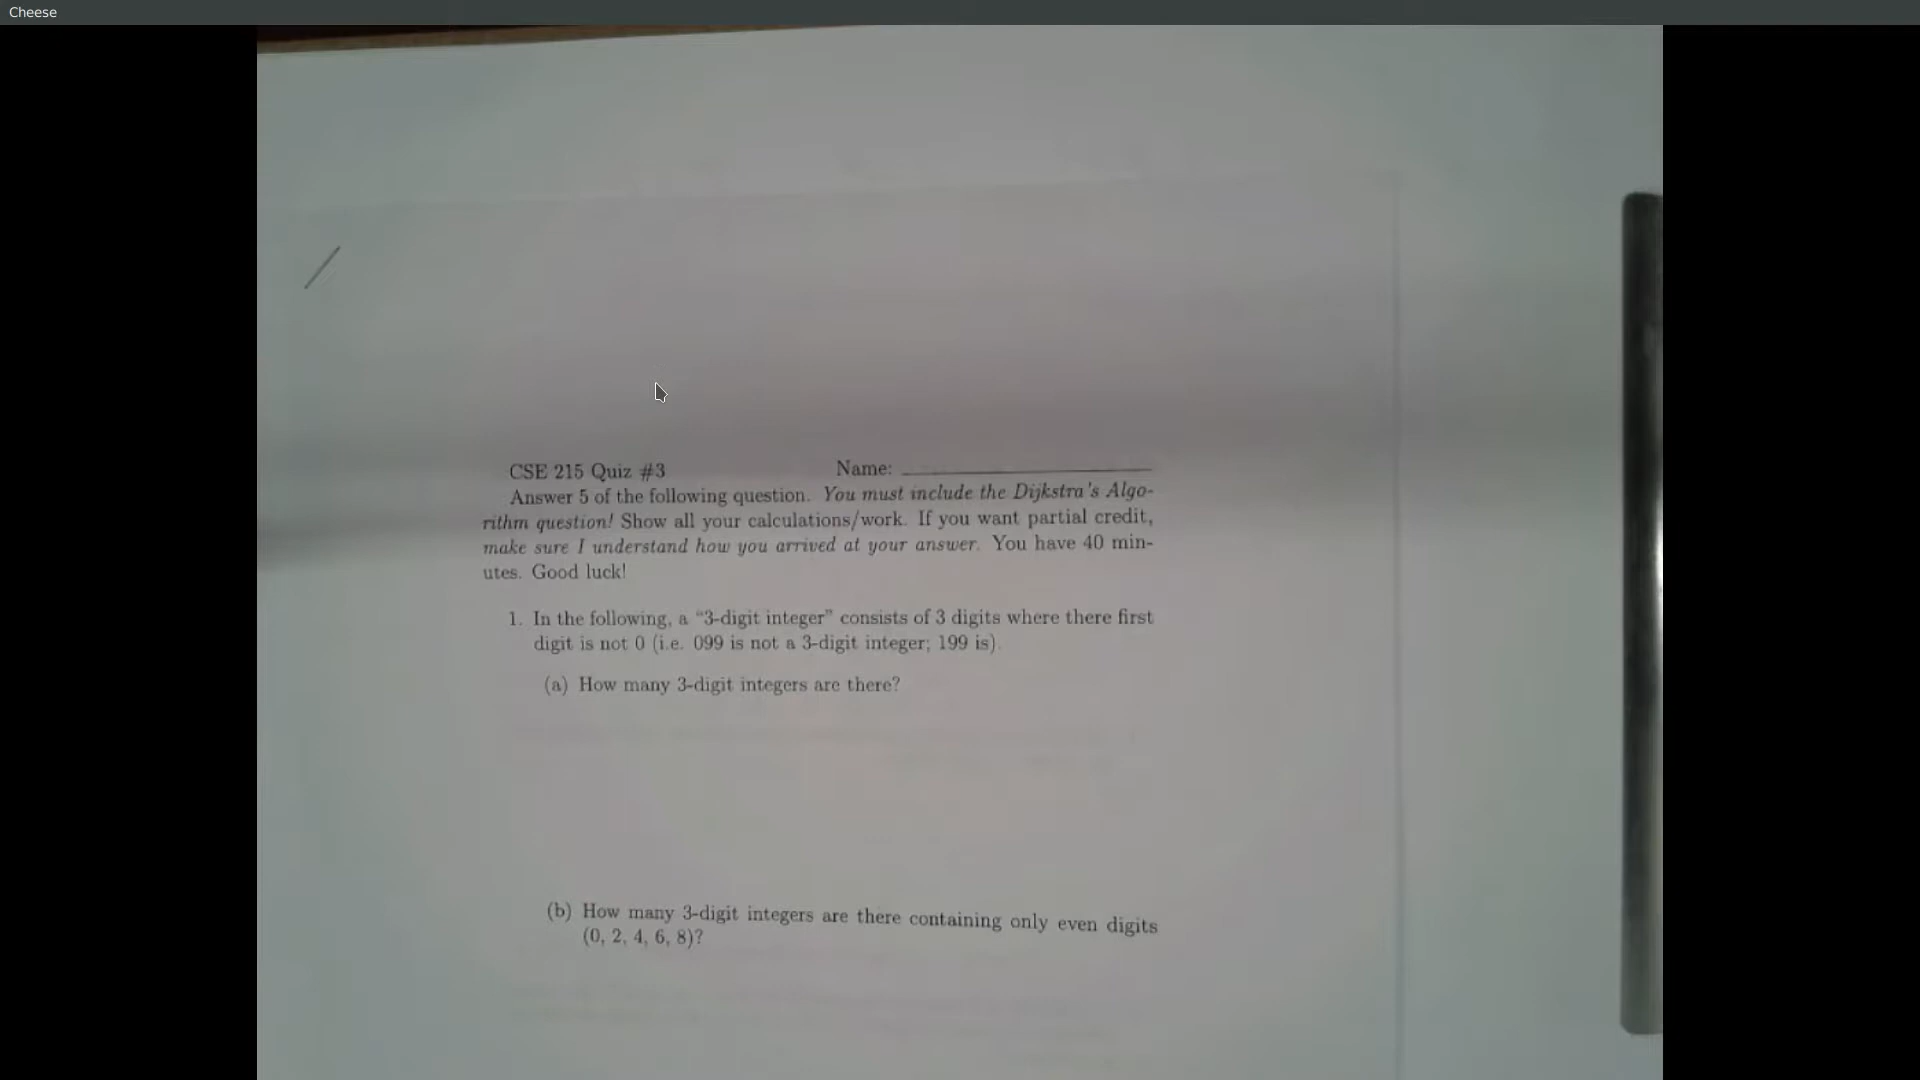 Cheese
CSE 215 Quiz #3 Name:
Answer 5 of the following question. You must include the Dijkstra's Algo-
rithm question! Show all your calculations/work. If you want partial credit,
make sure I understand how you arrived at your answer. You have 40 min-
utes. Good luck!
1. In the following, a “3-digit integer” consists of 3 digits where there first
digit is not 0 (i.e. 099 is not a 3-digit integer; 199 is).
(a) How many 3-digit integers are there?
(b) How many 3-digit integers are there containing only even digits
(0, 2, 4, 6, 8)?